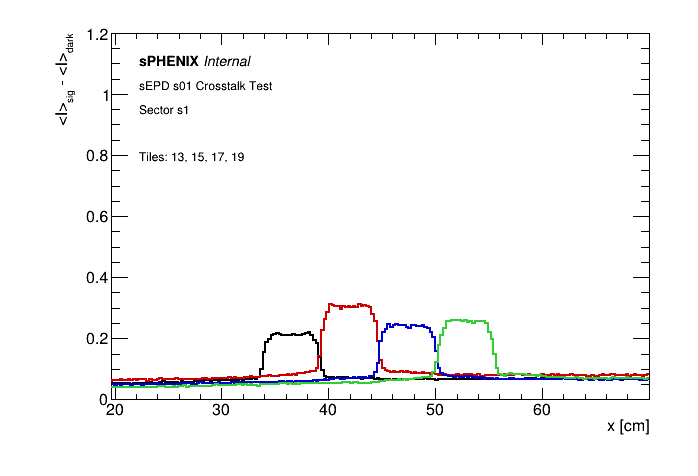 1.2
1
0.8
0.6
0.4
0.2
0
<I>sig - <I>dark
sPHENIX Internal
sEPD s01 Crosstalk Test
Sector s1
Tiles: 13, 15, 17, 19
20 30 40 50 60
x [cm]